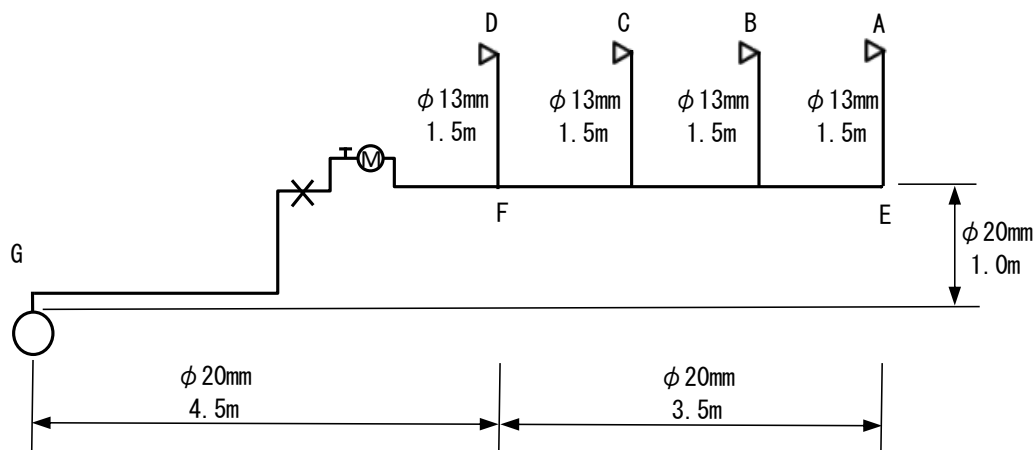 D C B A
φ13mm φ13mm φ13mm φ13mm
1.5m 1.5m 1.5m 1.5m
M
F E
φ20mm
1.0m
G
φ20mm φ20mm
4.5m 3.5m